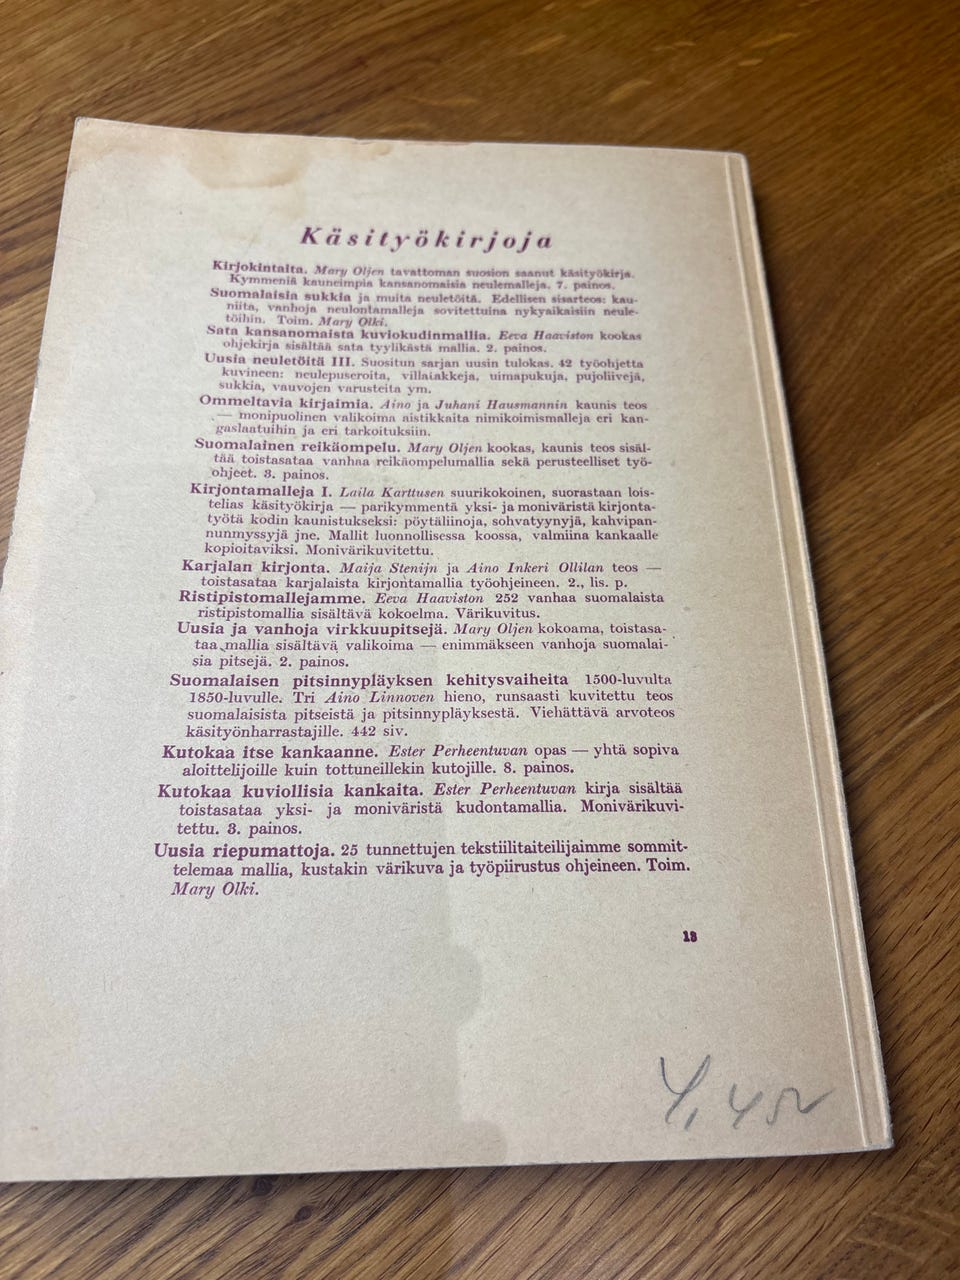 Käsityökirjoja
Kirjokintaita. Mary Oljen tavattoman suosion saanut käsityökirja.
Kymmeniä kauneimpia kansanomaisia neulemalleja. 7. painos.
Suomalaisia sukkia ja muita neuletöitä. Edellisen sisarteos: kau-
niita, vanhoja neulontamalleja sovitettuina nykyaikaisiin neule-
töihin. Toim. Mary Olki.
Sata kansanomaista kuviokudinmallia. Eeva Haaviston kookas
ohjekirja sisältää sata tyylikästä mallia. 2. painos.
Uusia neuletöitä III. Suositun sarjan uusin tulokas. 42 työohjetta
kuvineen: neulepuseroita, villatakkeja, uimapukuja, pujoliivejä,
sukkia, vauvojen varusteita ym.
Ommeltavia kirjaimia. Aino ja Juhani Hausmannin kaunis teos
— monipuolinen valikoima aistikkaita nimikoimismalleja eri kan-
gaslaatuihin ja eri tarkoituksiin.
Suomalainen reikäompelu. Mary Oljen kookas, kaunis teos sisäl-
tää toistasataa vanhaa reikäompelumallia sekä perusteelliset työ-
ohjeet. 3. painos.
Kirjontamalleja I. Laila Karttusen suurikokoinen, suorastaan lois-
telias käsityökirja — parikymmentä yksi- ja moniväristä kirjonta-
työtä kodin kaunistukseksi: pöytäliinoja, sohvatyynyjä, kahvipan-
nunmyssyjä jne. Mallit luonnollisessa koossa, valmiina kankaalle
kopioitaviksi. Monivärikuvitettu.
Karjalan kirjonta. Maija Stenijn ja Aino Inkeri Ollilan teos —
toistasataa karjalaista kirjontamallia työohjeineen. 2., lis. p.
Ristipistomallejamme. Eeva Haaviston 252 vanhaa suomalaista
ristipistomallia sisältävä kokoelma. Värikuvitus.
Uusia ja vanhoja virkkuupitsejä. Mary Oljen kokoama, toistasa-
taa mallia sisältävä valikoima — enimmäkseen vanhoja suomalai-
sia pitsejä. 2. painos.
Suomalaisen pitsinnypläyksen kehitysvaiheita 1500-luvulta
1850-luvulle. Tri Aino Linnoven hieno, runsaasti kuvitettu teos
suomalaisista pitseistä ja pitsinnypläyksestä. Viehättävä arvoteos
käsityönharrastajille. 442 siv.
Kutokaa itse kankaanne. Ester Perheentuvan opas — yhtä sopiva
aloittelijoille kuin tottuneillekin kutojille. 8. painos.
Kutokaa kuviollisia kankaita. Ester Perheentuvan kirja sisältää
toistasataa yksi- ja moniväristä kudontamallia. Monivärikuvi-
tettu. 3. painos.
Uusia riepumattoja. 25 tunnettujen tekstiilitaiteilijaimme sommit-
telemaa mallia, kustakin värikuva ja työpiirustus ohjeineen. Toim.
Mary Olki.
13